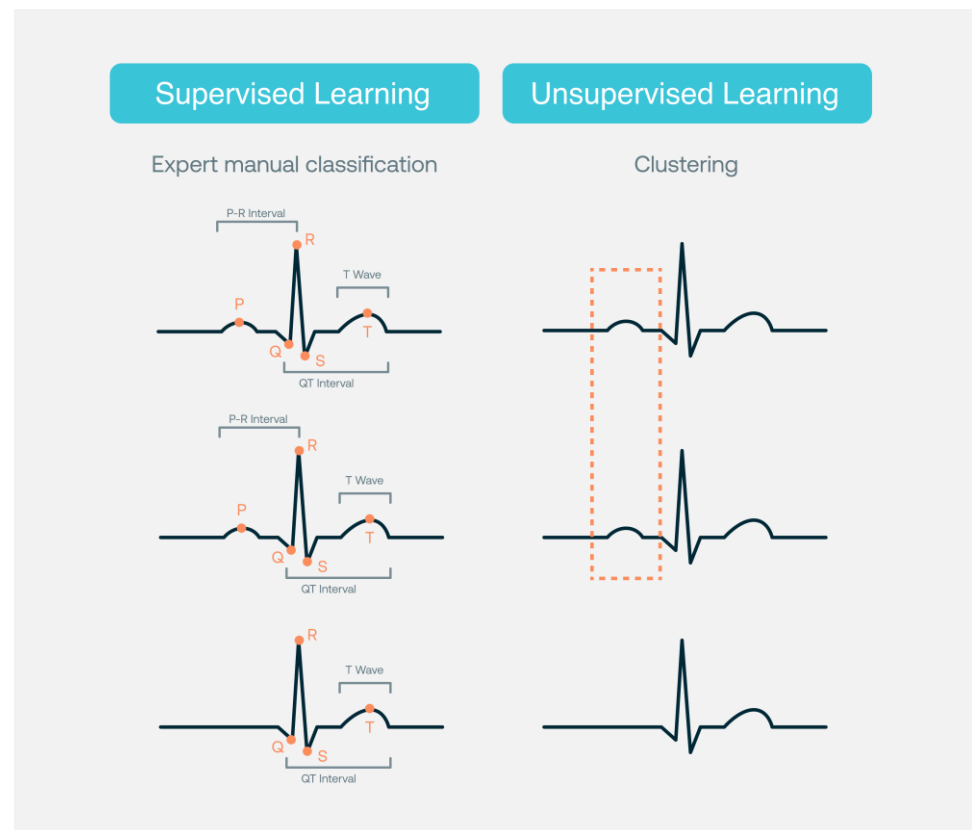 Supervised Learning
Unsupervised Learning
Expert manual classification
Clustering
P-R Interval
R
T Wave
P
T
Q
S
QT Interval
P-R Interval
R
T Wave
P
T
Q
S
QT Interval
R
T Wave
T
Q
S
QT Interval